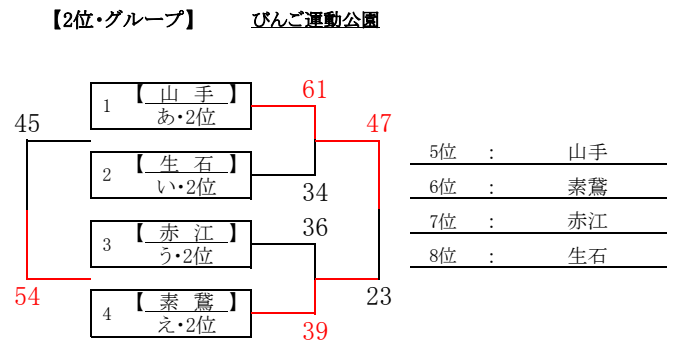 【2位・グループ】 びんご運動公園
61
1 【 山 手 】
あ・2位
45
47
2 【 生 石 】
い・2位
34
36
3 【 赤 江 】
う・2位
54
23
4 【 素 鵞 】
え・2位
39
5位 : 山手
6位 : 素鵞
7位 : 赤江
8位 : 生石